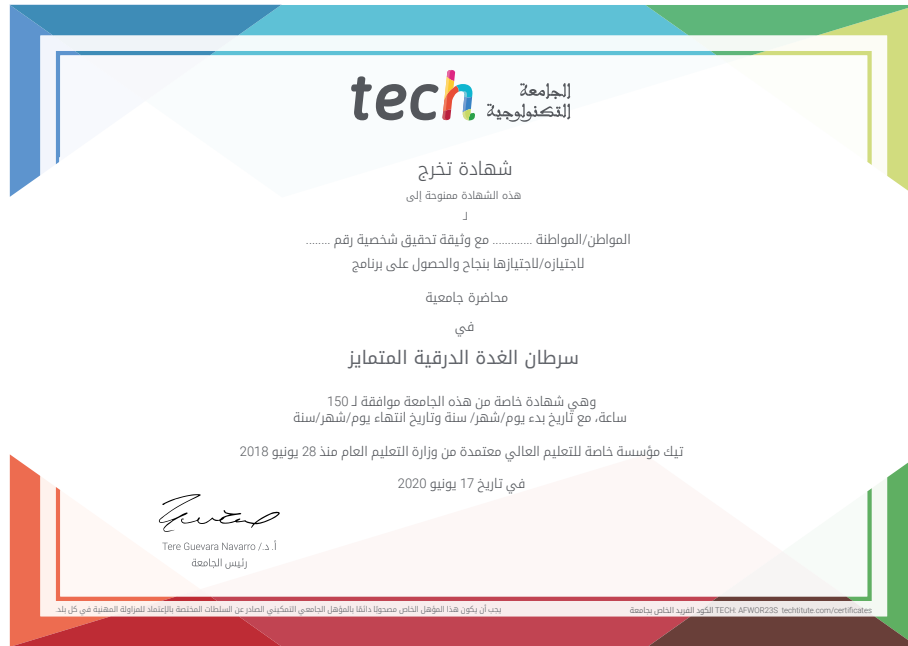 tech
الجامعة
التكنولوجية
شهادة تخرج
هذه الشهادة ممنوحة إلى
لـ
المواطن/المواطنة ............. مع وثيقة تحقيق شخصية رقم ........
لاجتيازه/لاجتيازها بنجاح والحصول على برنامج
محاضرة جامعية
في
سرطان الغدة الدرقية المتمايز
وهي شهادة خاصة من هذه الجامعة موافقة لـ 150
ساعة، مع تاريخ بدء يوم/شهر/ سنة وتاريخ انتهاء يوم/شهر/سنة
تيك مؤسسة خاصة للتعليم العالي معتمدة من وزارة التعليم العام منذ 28 يونيو 2018
في تاريخ 17 يونيو 2020
أ. د./ Tere Guevara Navarro
رئيس الجامعة
يجب أن يكون هذا المؤهل الخاص مصحوبًا دائمًا بالمؤهل الجامعي التمكيني الصادر عن السلطات المختصة بالإعتماد للمزاولة المهنية في كل بلد.
الكود الفريد الخاص بجامعة TECH: AFWOR23S techtitute.com/certificates